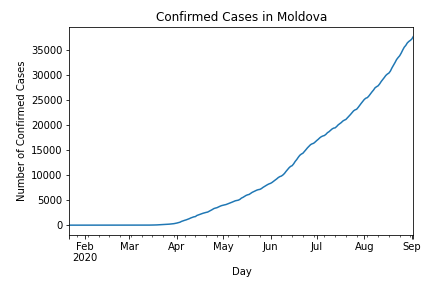 Confirmed Cases in Moldova
Number of Confirmed Cases
35000
30000
25000
20000
15000
10000
5000
0
Feb Mar Apr May Jun Jul Aug Sep
2020
Day